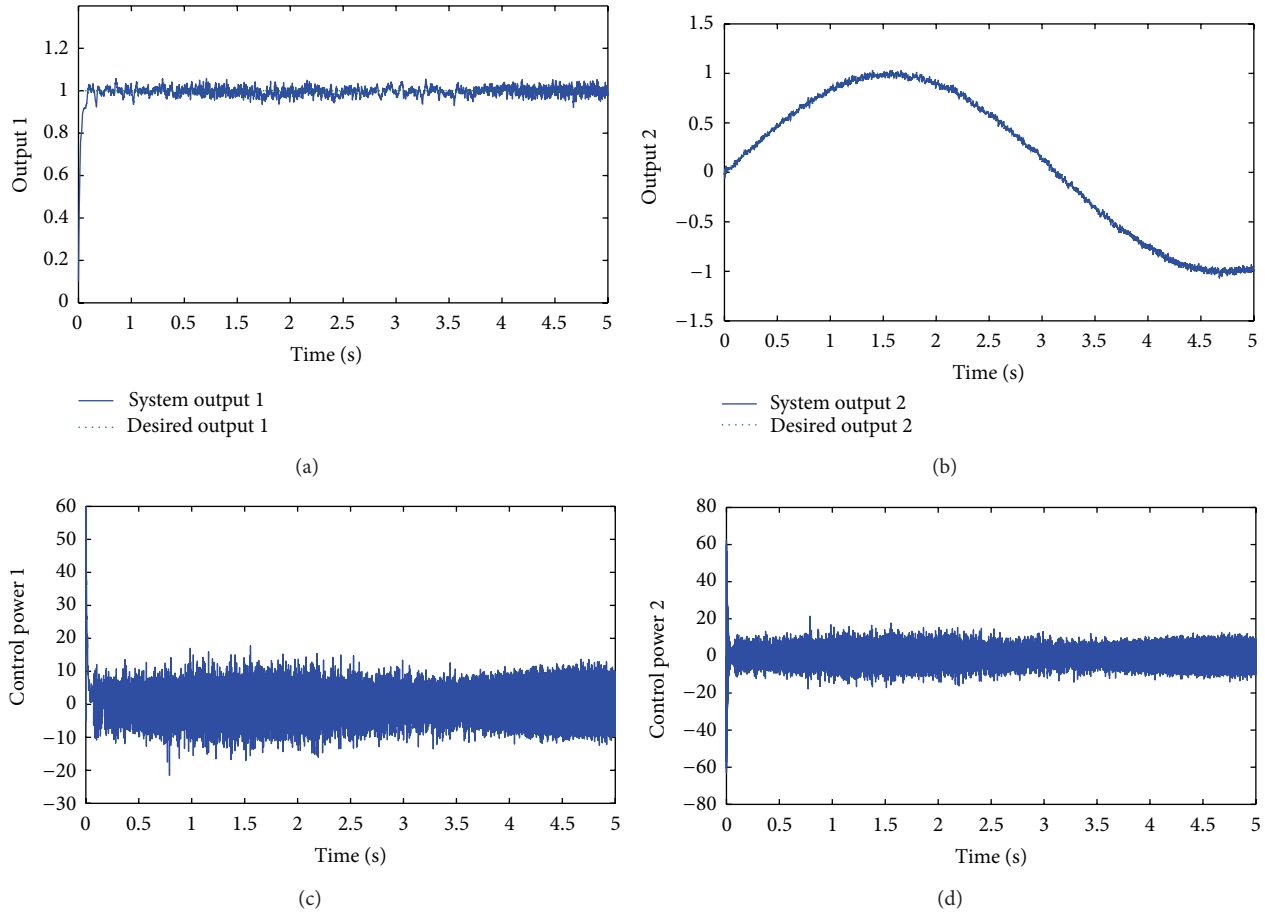 1.2
1
0.8
0.6
0.4
0.2
0
Output 1
0 1 0.5 1.5 2 2.5 3 3.5 4 4.5 5
Time (s)
System output 1
Desired output 1
(a)
1.5
1
0.5
0
−0.5
−1
−1.5
Output 2
0 0.5 1 1.5 2 2.5 3 3.5 4 4.5 5
Time (s)
System output 2
Desired output 2
(b)
60
50
40
30
20
10
0
−10
−20
−30
Control power 1
0 0.5 1 1.5 2 2.5 3 3.5 4 4.5 5
Time (s)
(c)
80
60
40
20
0
−20
−40
−60
−80
Control power 2
0 0.5 1 1.5 2 2.5 3 3.5 4 4.5 5
Time (s)
(d)